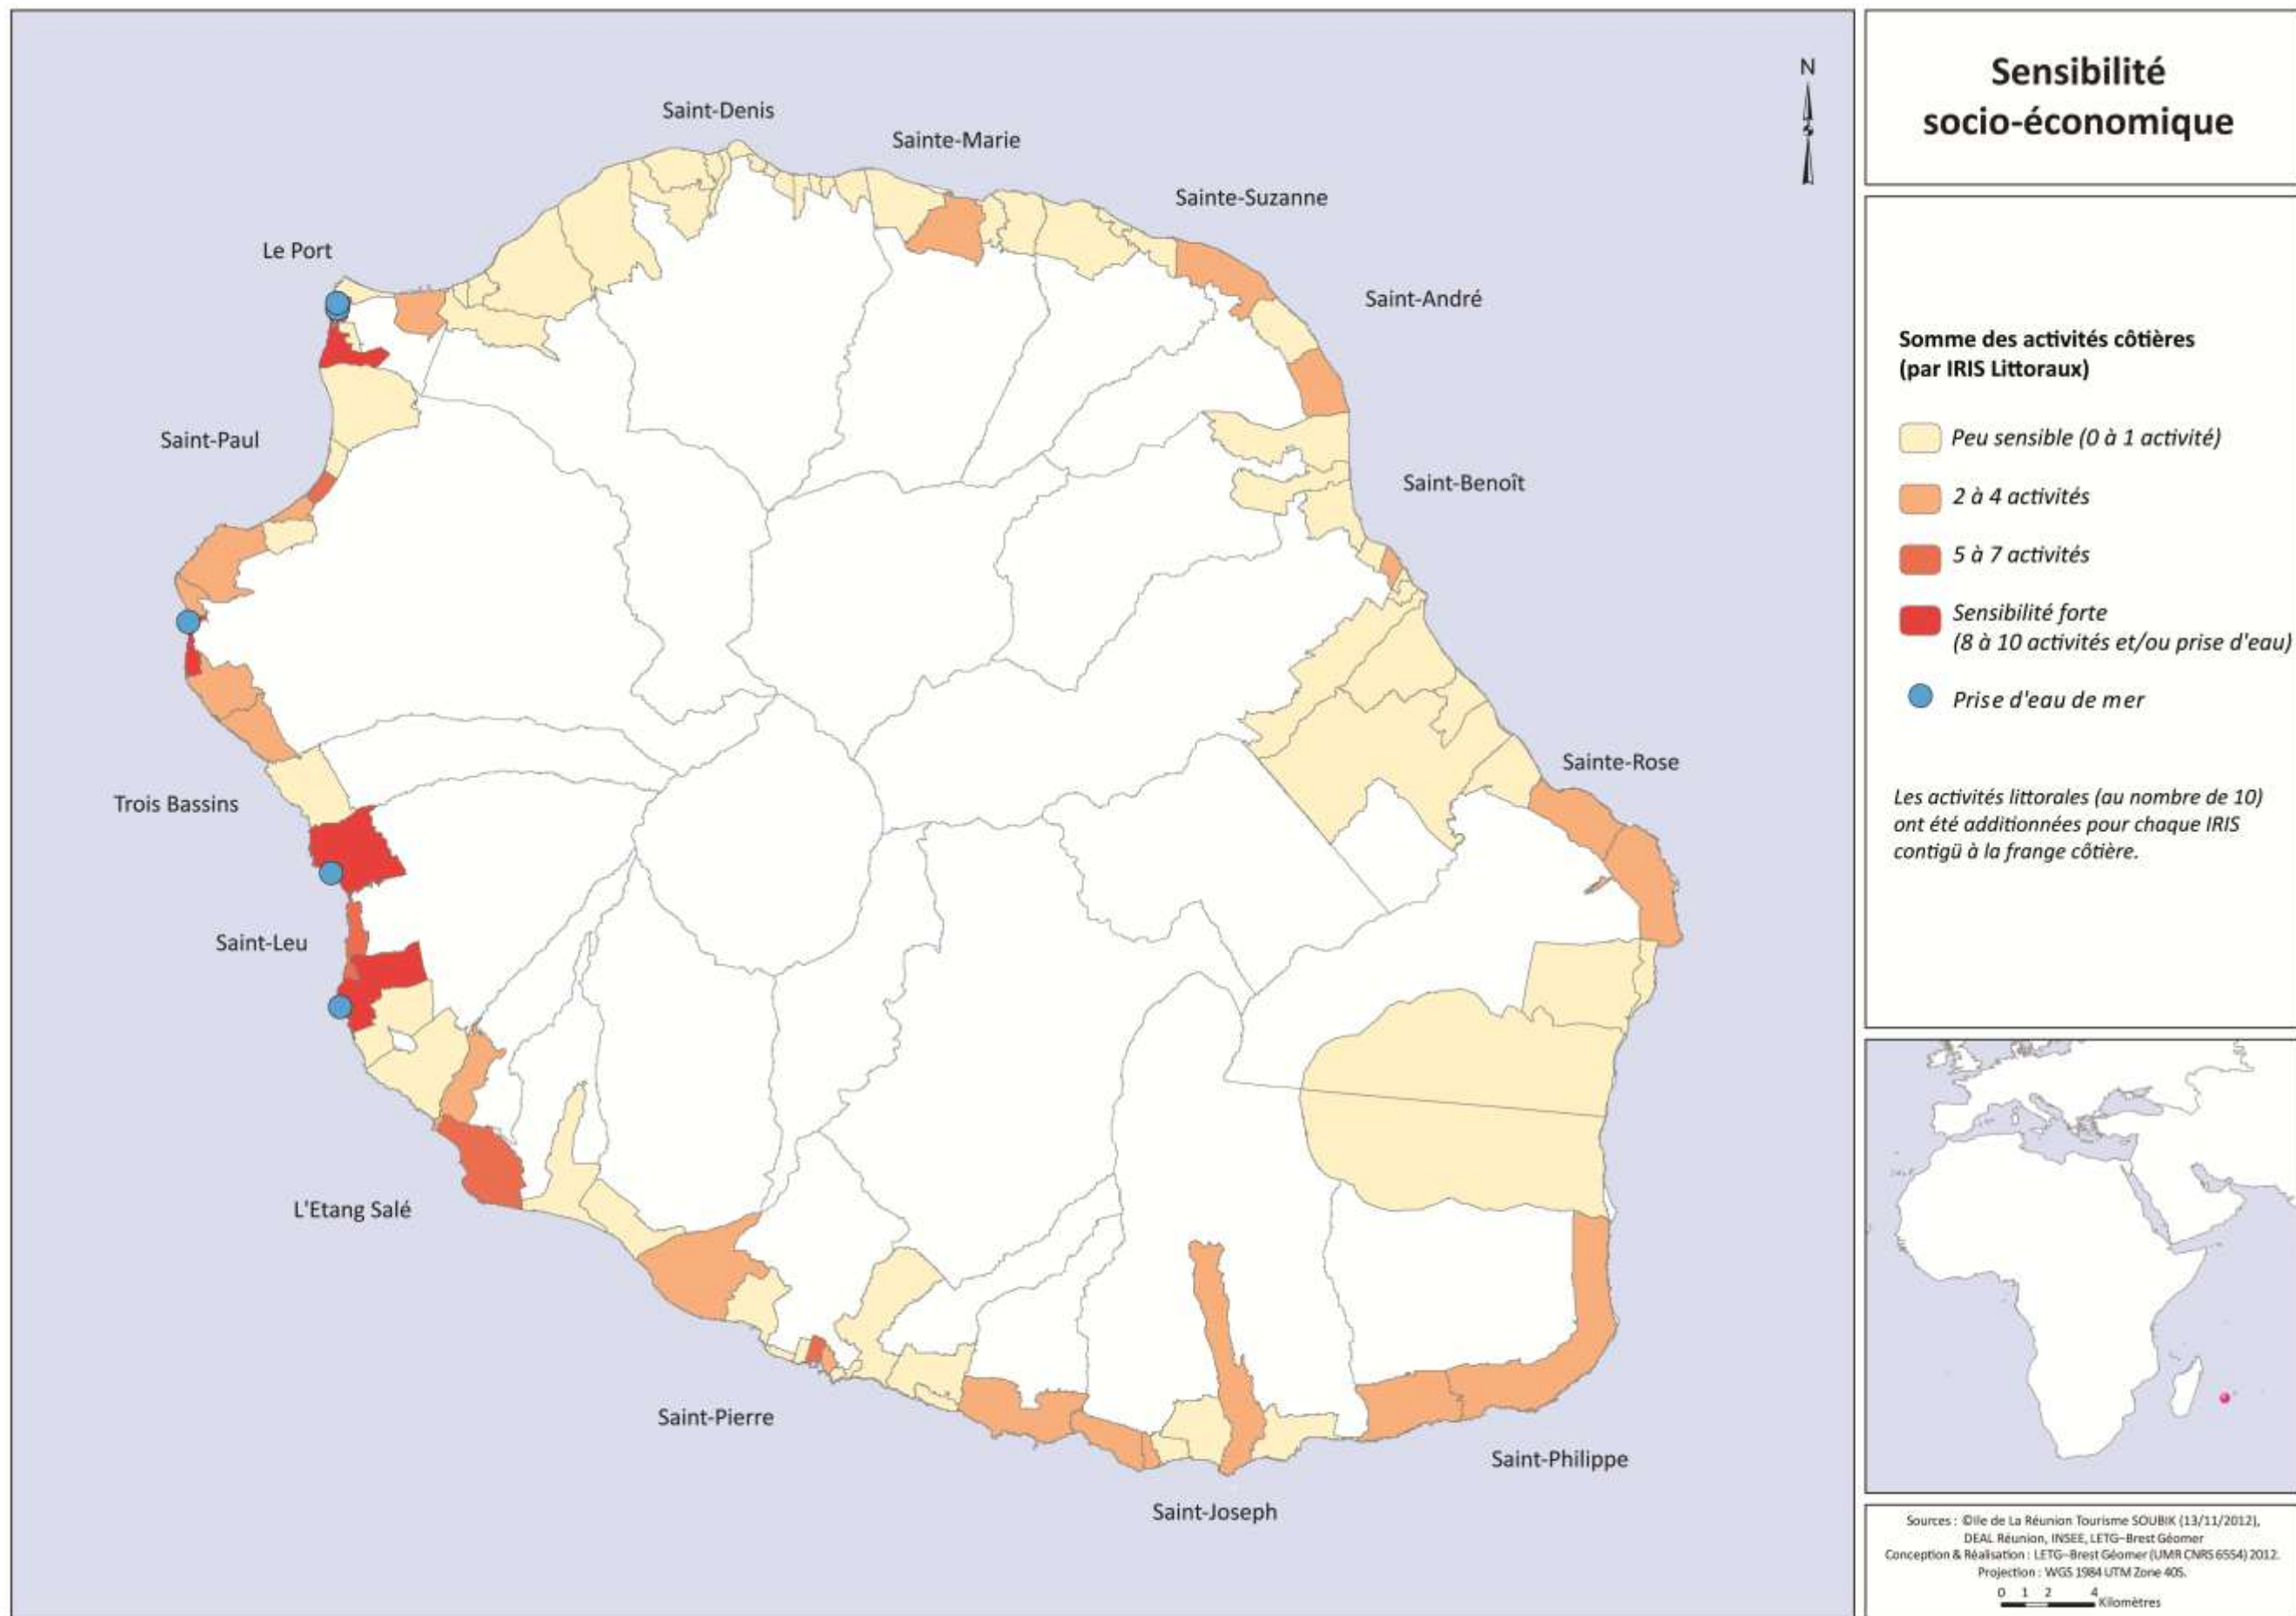 Sensibilité
socio-économique
N
Saint-Denis
Sainte-Marie
Sainte-Suzanne
Le Port
Saint-André
Saint-Paul
Saint-Benoît
Sainte-Rose
Trois Bassins
Saint-Leu
L'Etang Salé
Saint-Pierre
Saint-Philippe
Saint-Joseph
Somme des activités côtières
(par IRIS Littoraux)
Peu sensible (0 à 1 activité)
2 à 4 activités
5 à 7 activités
Sensibilité forte
(8 à 10 activités et/ou prise d'eau)
Prise d'eau de mer
Les activités littorales (au nombre de 10)
ont été additionnées pour chaque IRIS
contigü à la frange côtière.
Sources : ©Ile de La Réunion Tourisme SOUBIK (13/11/2012),
DEAL Réunion, INSEE, LETG–Brest Géomer
Conception & Réalisation : LETG–Brest Géomer (UMR CNRS 6554) 2012.
Projection : WGS 1984 UTM Zone 40S.
0 1 2 4
Kilomètres